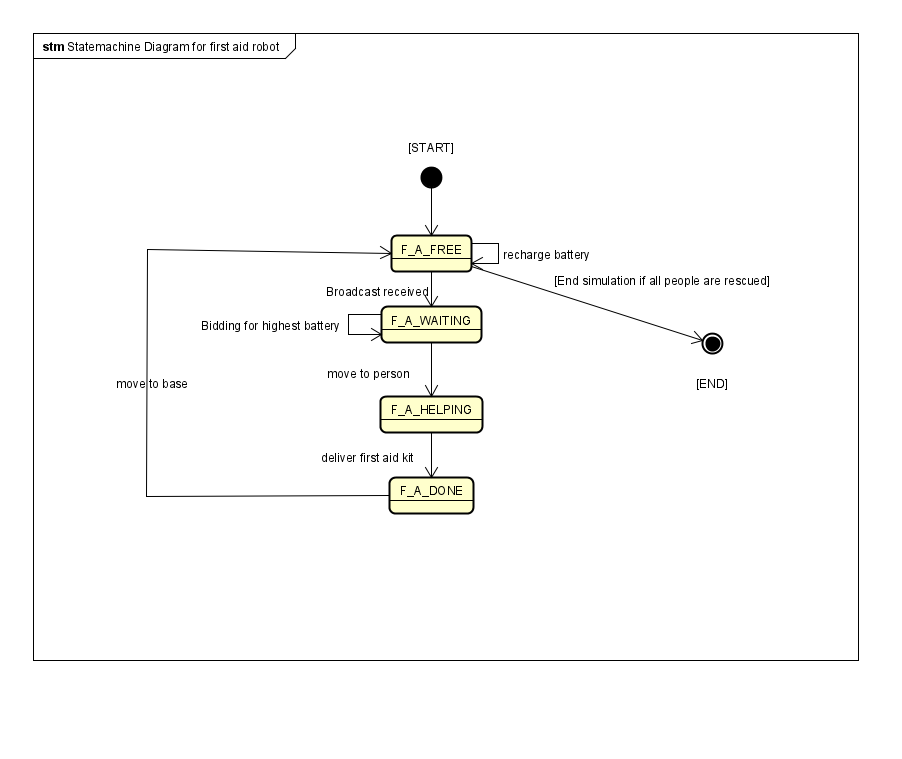 stm Statemachine Diagram for first aid robot
[START]
F_A_FREE
recharge battery
[End simulation if all people are rescued]
Broadcast received
F_A_WAITING
Bidding for highest battery
[END]
move to person
move to base
F_A_HELPING
deliver first aid kit
F_A_DONE